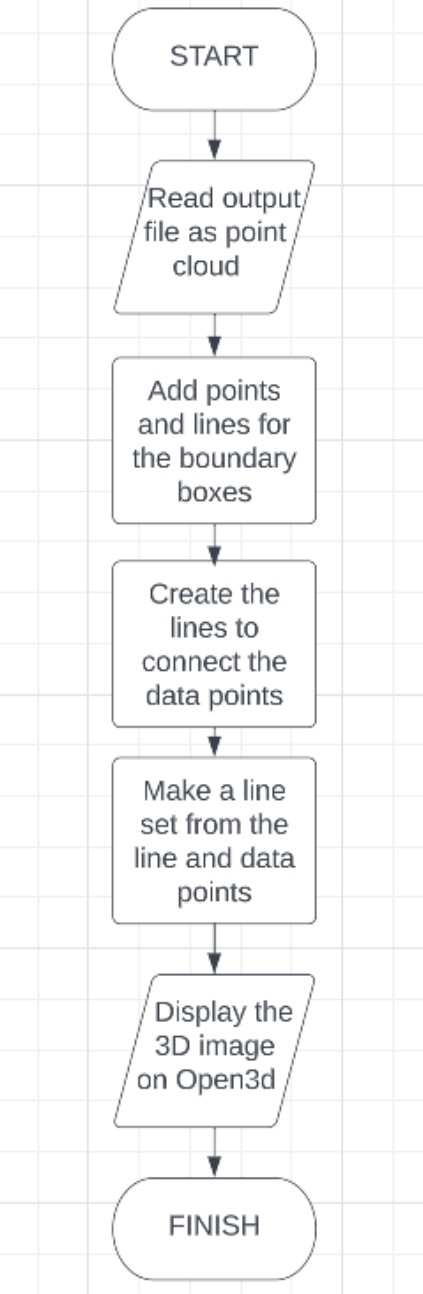 START
Read output
file as point
cloud
Add points
and lines for
the boundary
boxes
Create the
lines to
connect the
data points
Make a line
set from the
line and data
points
Display the
3D image
on Open3d
FINISH